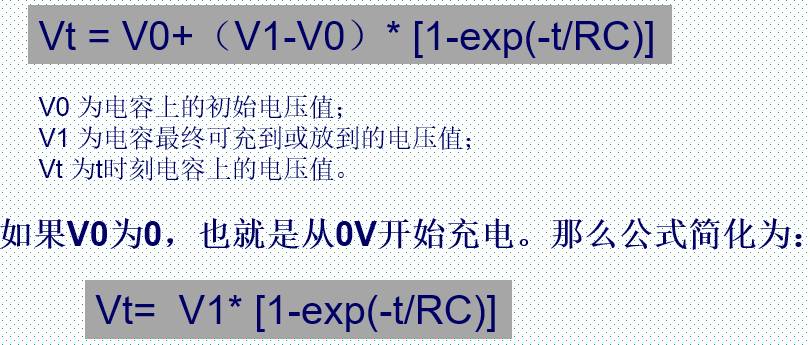 Vt = V0+（V1-V0）* [1-exp(-t/RC)]
V0 为电容上的初始电压值；
V1 为电容最终可充到或放到的电压值；
Vt 为t时刻电容上的电压值。
如果V0为0，也就是从0V开始充电。那么公式简化为：
Vt= V1* [1-exp(-t/RC)]